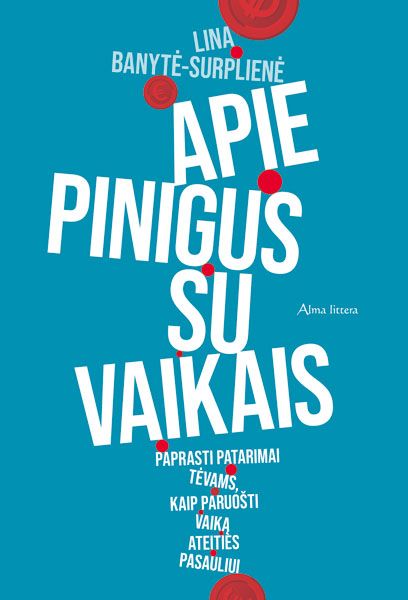 LINA
BANYTĖ-SURPLIENĖ
APIE
PINIGUS
SU
VAIKAIS
Alma littera
PAPRASTI PATARIMAI
TĖVAMS,
KAIP PARUOŠTI
VAIKĄ
ATEITIES
PASAULIUI